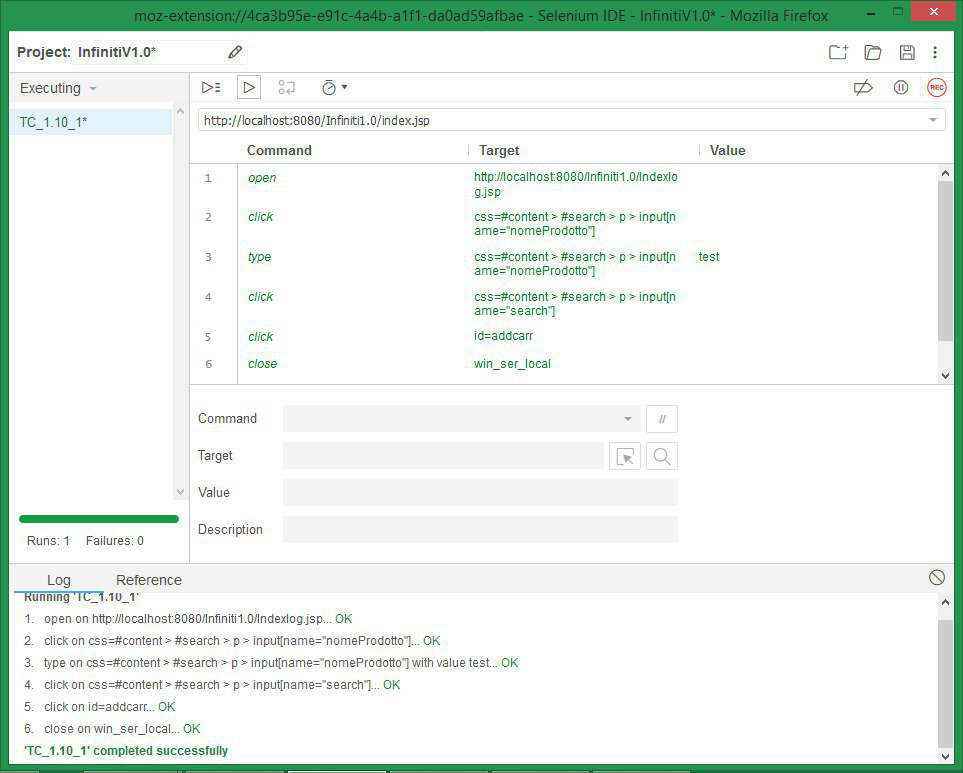 moz-extension://4ca3b95e-e91c-4a4b-a1f1-da0ad59afbae - Selenium IDE - InfinitiV1.0* - Mozilla Firefox
Project: InfinitiV1.0*
Executing
REC
TC_1.10_1*
http://localhost:8080/Infiniti1.0/index.jsp
Command Target Value
1 open http://localhost:8080/Infiniti1.0/Indexlo
g.jsp
2 click css=#content > #search > p > input[n
ame="nomeProdotto"]
3 type css=#content > #search > p > input[n test
ame="nomeProdotto"]
4 click css=#content > #search > p > input[n
ame="search"]
5 click id=addcarr
6 close win_ser_local
Command //
Target
Value
Description
Runs: 1 Failures: 0
Log Reference
Running 'TC_1.10_1'
1. open on http://localhost:8080/Infiniti1.0/Indexlog.jsp... OK
2. click on css=#content > #search > p > input[name="nomeProdotto"]... OK
3. type on css=#content > #search > p > input[name="nomeProdotto"] with value test... OK
4. click on css=#content > #search > p > input[name="search"]... OK
5. click on id=addcarr... OK
6. close on win_ser_local... OK
'TC_1.10_1' completed successfully